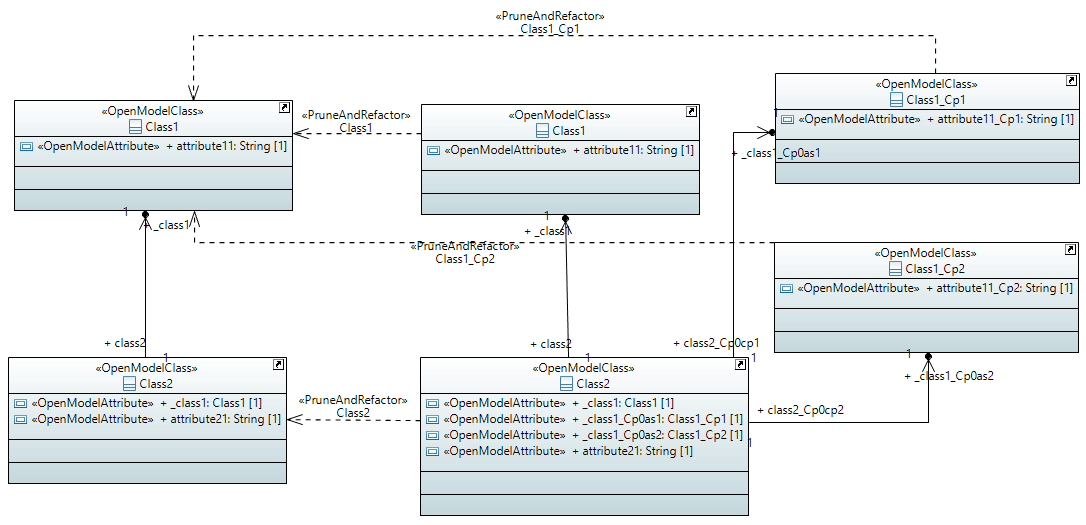 «PruneAndRefactor»
Class1_Cp1
«OpenModelClass»
Class1
«OpenModelAttribute» + attribute11: String [1]
«PruneAndRefactor»
Class1
«OpenModelClass»
Class1
«OpenModelAttribute» + attribute11: String [1]
«OpenModelClass»
Class1_Cp1
1
«OpenModelAttribute» + attribute11_Cp1: String [1]
+ _class1_Cp0as1
1
+ _class1
1
+ _class1
«PruneAndRefactor»
Class1_Cp2
«OpenModelClass»
Class1_Cp2
«OpenModelAttribute» + attribute11_Cp2: String [1]
+ class2
1
+ class2
1
+ class2_Cp0cp1
1
1
+ _class1_Cp0as2
«OpenModelClass»
Class2
«OpenModelAttribute» + _class1: Class1 [1]
«OpenModelAttribute» + attribute21: String [1]
«PruneAndRefactor»
Class2
«OpenModelClass»
Class2
«OpenModelAttribute» + _class1: Class1 [1]
«OpenModelAttribute» + _class1_Cp0as1: Class1_Cp1 [1]
«OpenModelAttribute» + _class1_Cp0as2: Class1_Cp2 [1]
«OpenModelAttribute» + attribute21: String [1]
+ class2_Cp0cp2
1